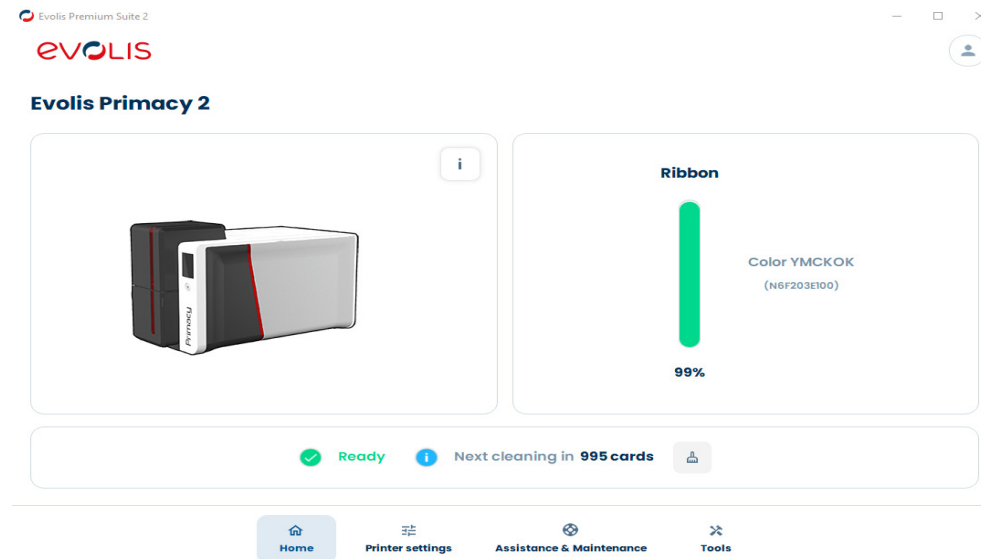 Evolis Premium Suite 2
evolis
Evolis Primacy 2
i
Primacy
Ribbon
Color YMCKOK
(N6F203E100)
99%
Ready
i
Next cleaning in 995 cards
Home
Printer settings
Assistance & Maintenance
Tools